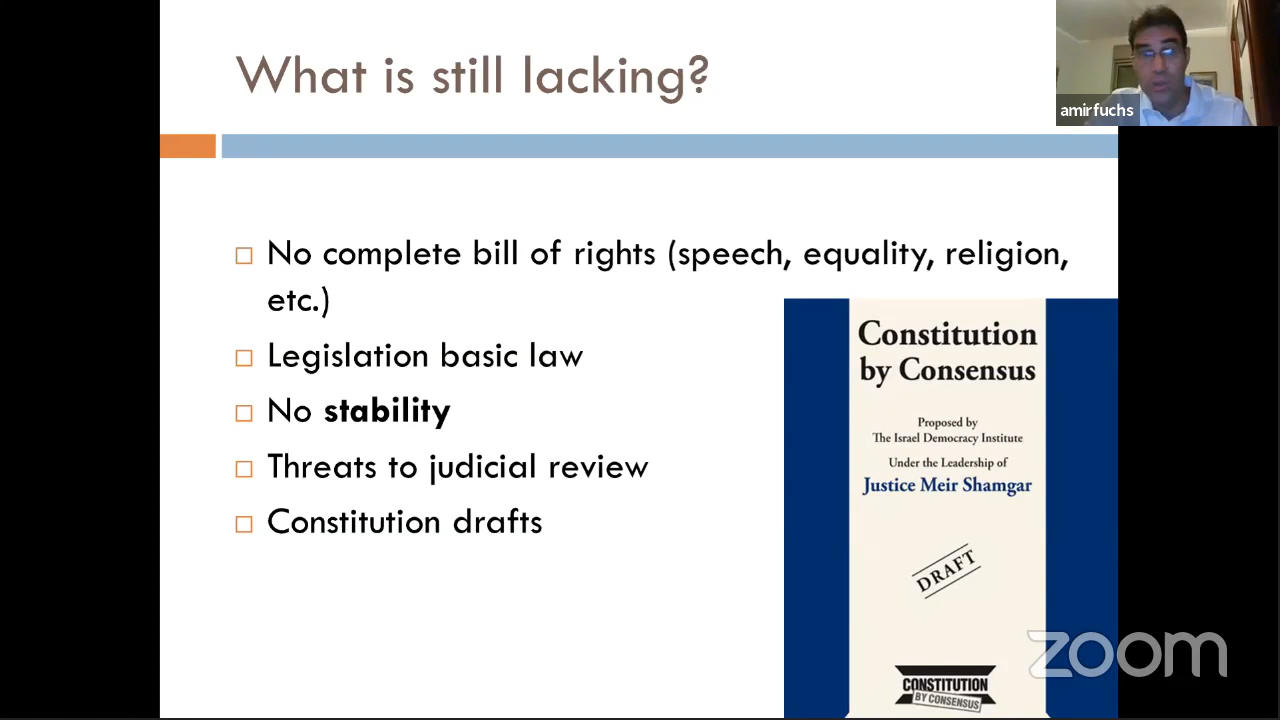 What is still lacking?
amirfuchs
No complete bill of rights (speech, equality, religion,
etc.)
Legislation basic law
No stability
Threats to judicial review
Constitution drafts
Constitution
by Consensus
Proposed by
The Israel Democracy Institute
Under the Leadership of
Justice Meir Shamgar
DRAFT
CONSTITUTION
BY CONSENSUS
zoom